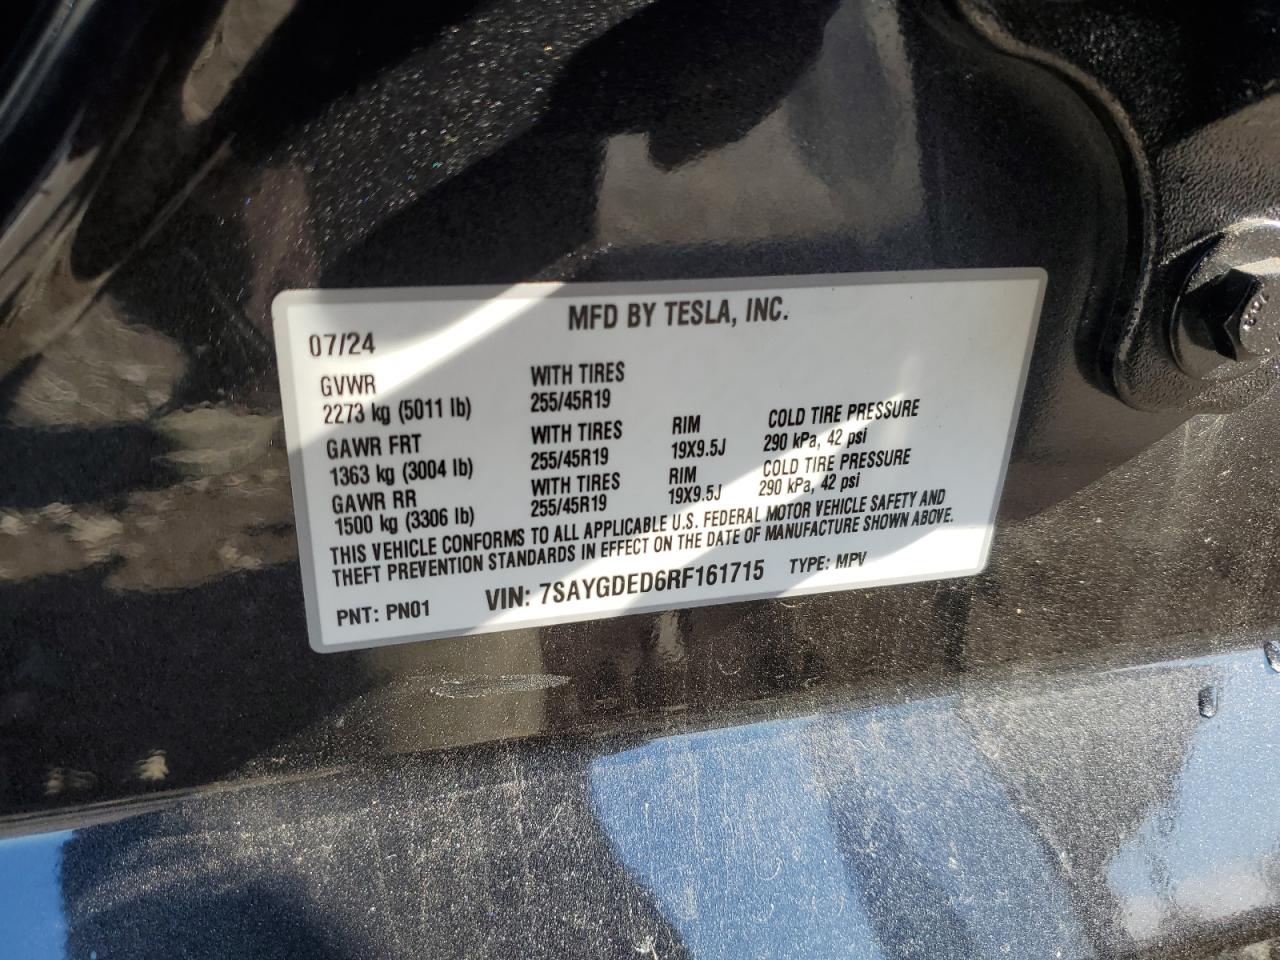 MFD BY TESLA, INC.
07/24
GVWR WITH TIRES
2273 kg (5011 lb) 255/45R19
GAWR FRT WITH TIRES RIM COLD TIRE PRESSURE
1363 kg (3004 lb) 255/45R19 19X9.5J 290 kPa, 42 psi
GAWR RR WITH TIRES RIM COLD TIRE PRESSURE
1500 kg (3306 lb) 255/45R19 19X9.5J 290 kPa, 42 psi
THIS VEHICLE CONFORMS TO ALL APPLICABLE U.S. FEDERAL MOTOR VEHICLE SAFETY AND
THEFT PREVENTION STANDARDS IN EFFECT ON THE DATE OF MANUFACTURE SHOWN ABOVE.
PNT: PN01 VIN: 7SAYGDED6RF161715 TYPE: MPV